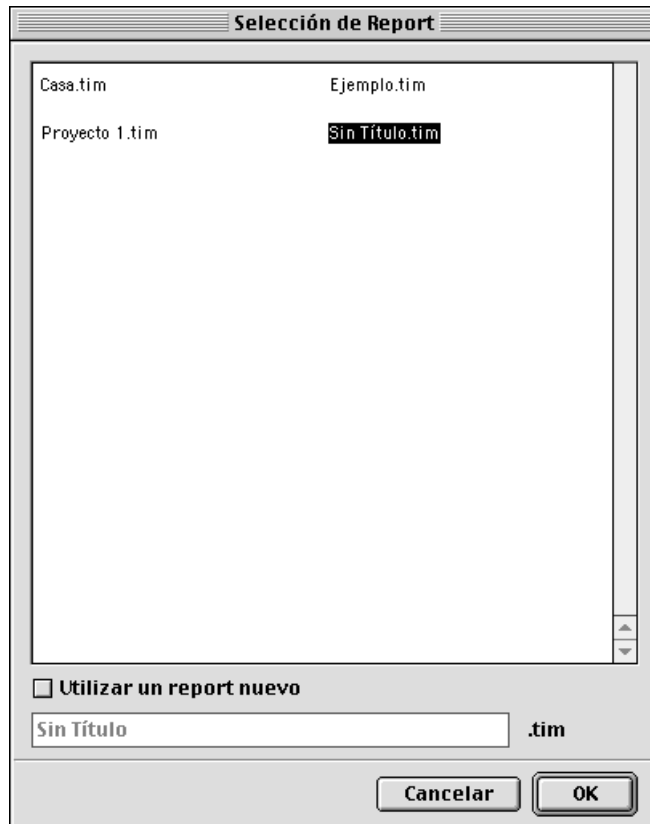 Selección de Report
Casa.tim Ejemplo.tim
Proyecto 1.tim Sin Título.tim
Utilizar un report nuevo
Sin Título .tim
Cancelar OK